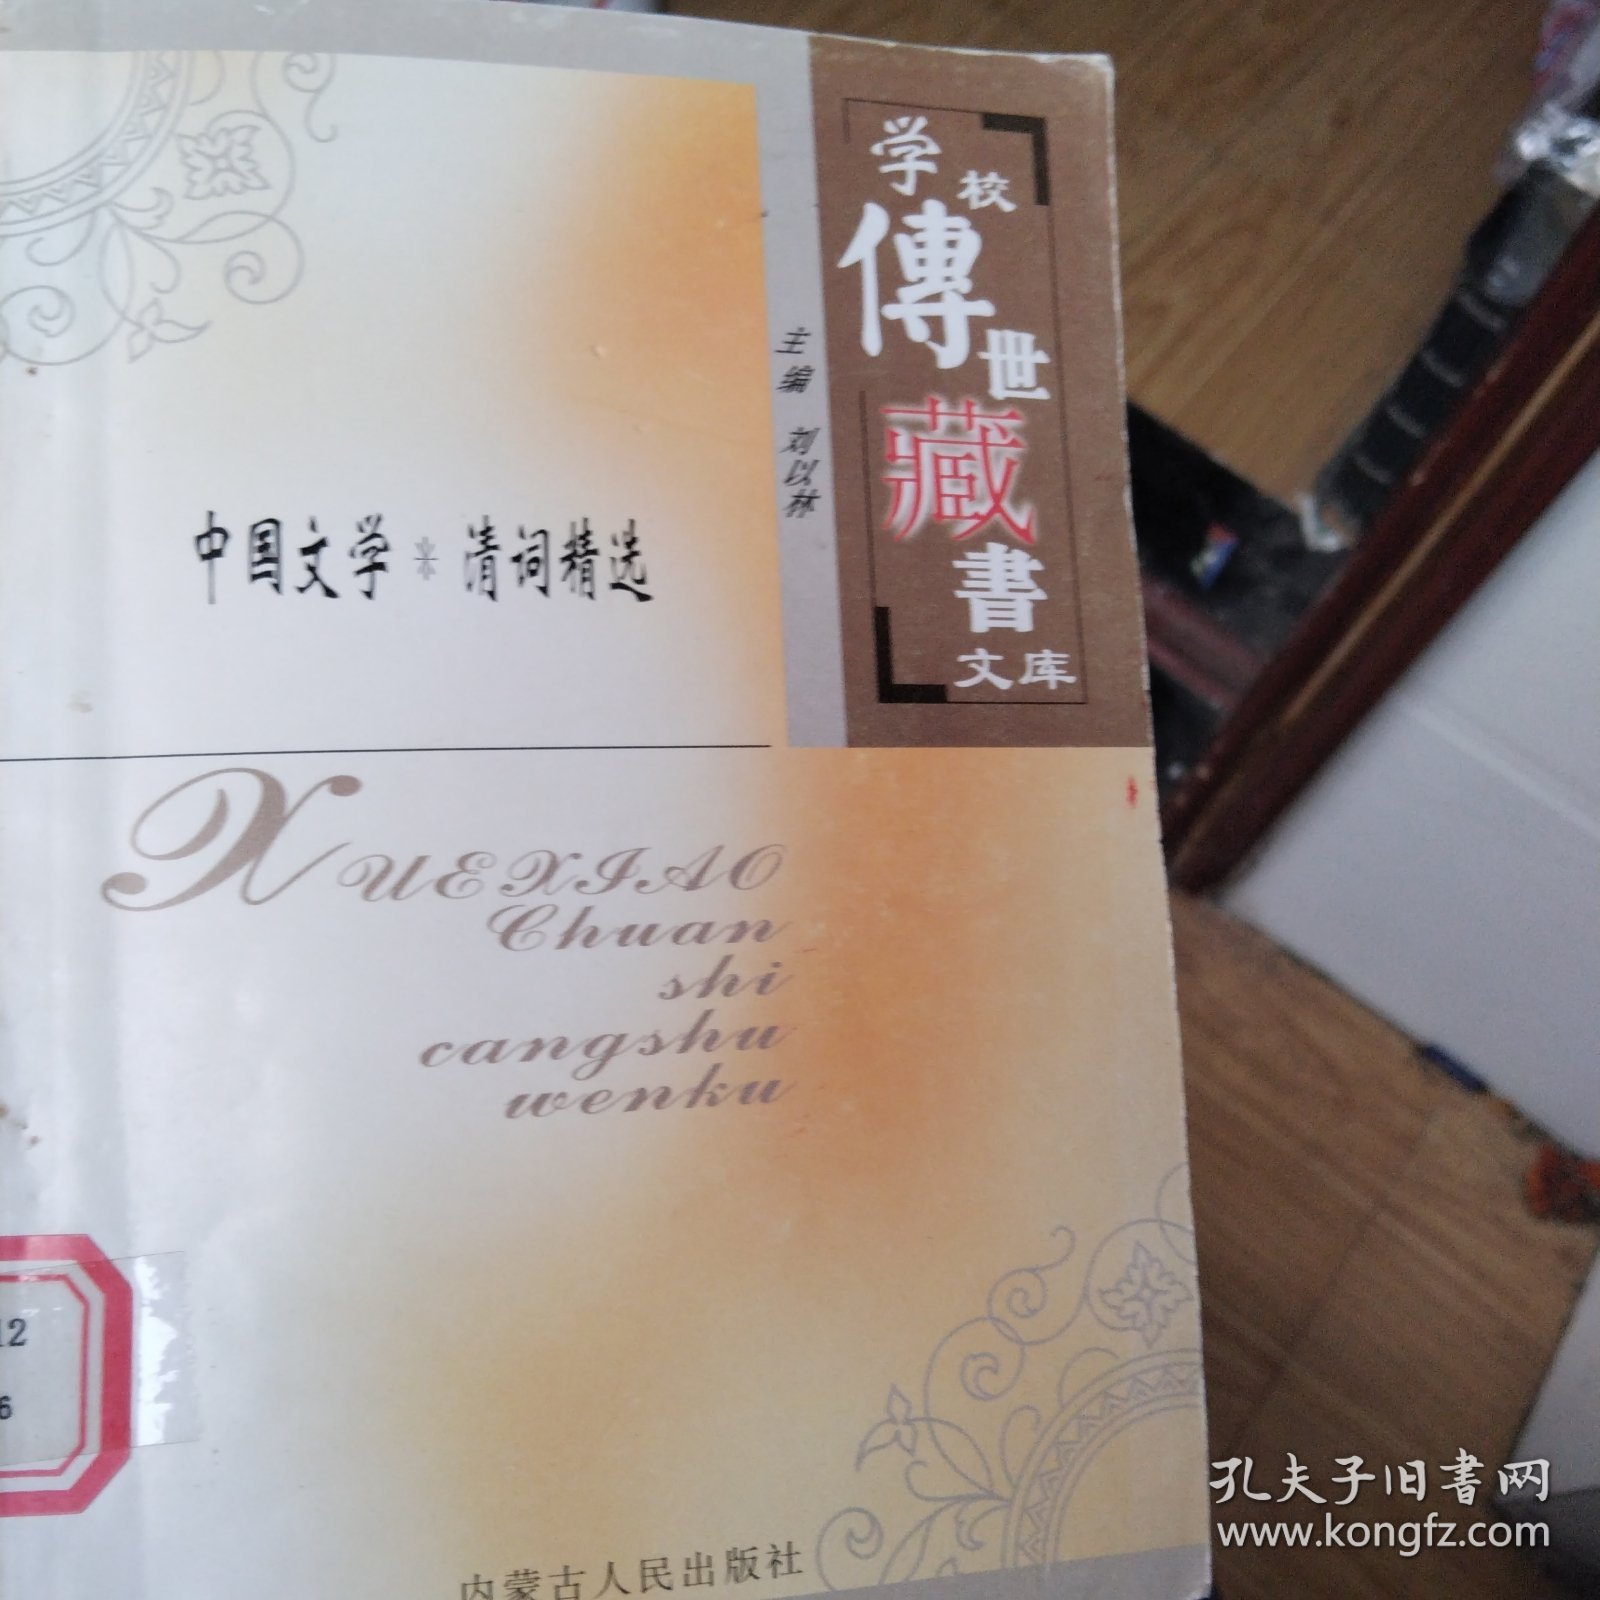 学校
傳世
藏
書
文库
主编 刘以林
中国文学*清词精选
XUEXIAO
Chuan
shi
cangshu
wenku
12
6
内蒙古人民出版社
孔夫子旧書网
www.kongfz.com